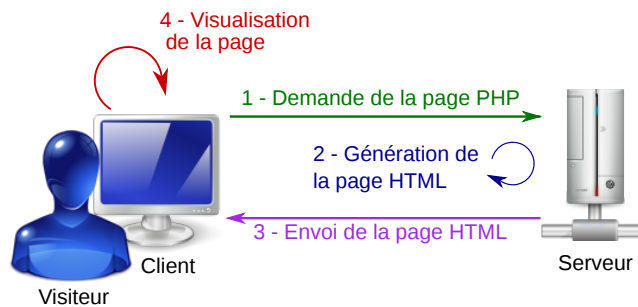 4 - Visualisation
de la page
1 - Demande de la page PHP
2 - Génération de
la page HTML
3 - Envoi de la page HTML
Client
Serveur
Visiteur